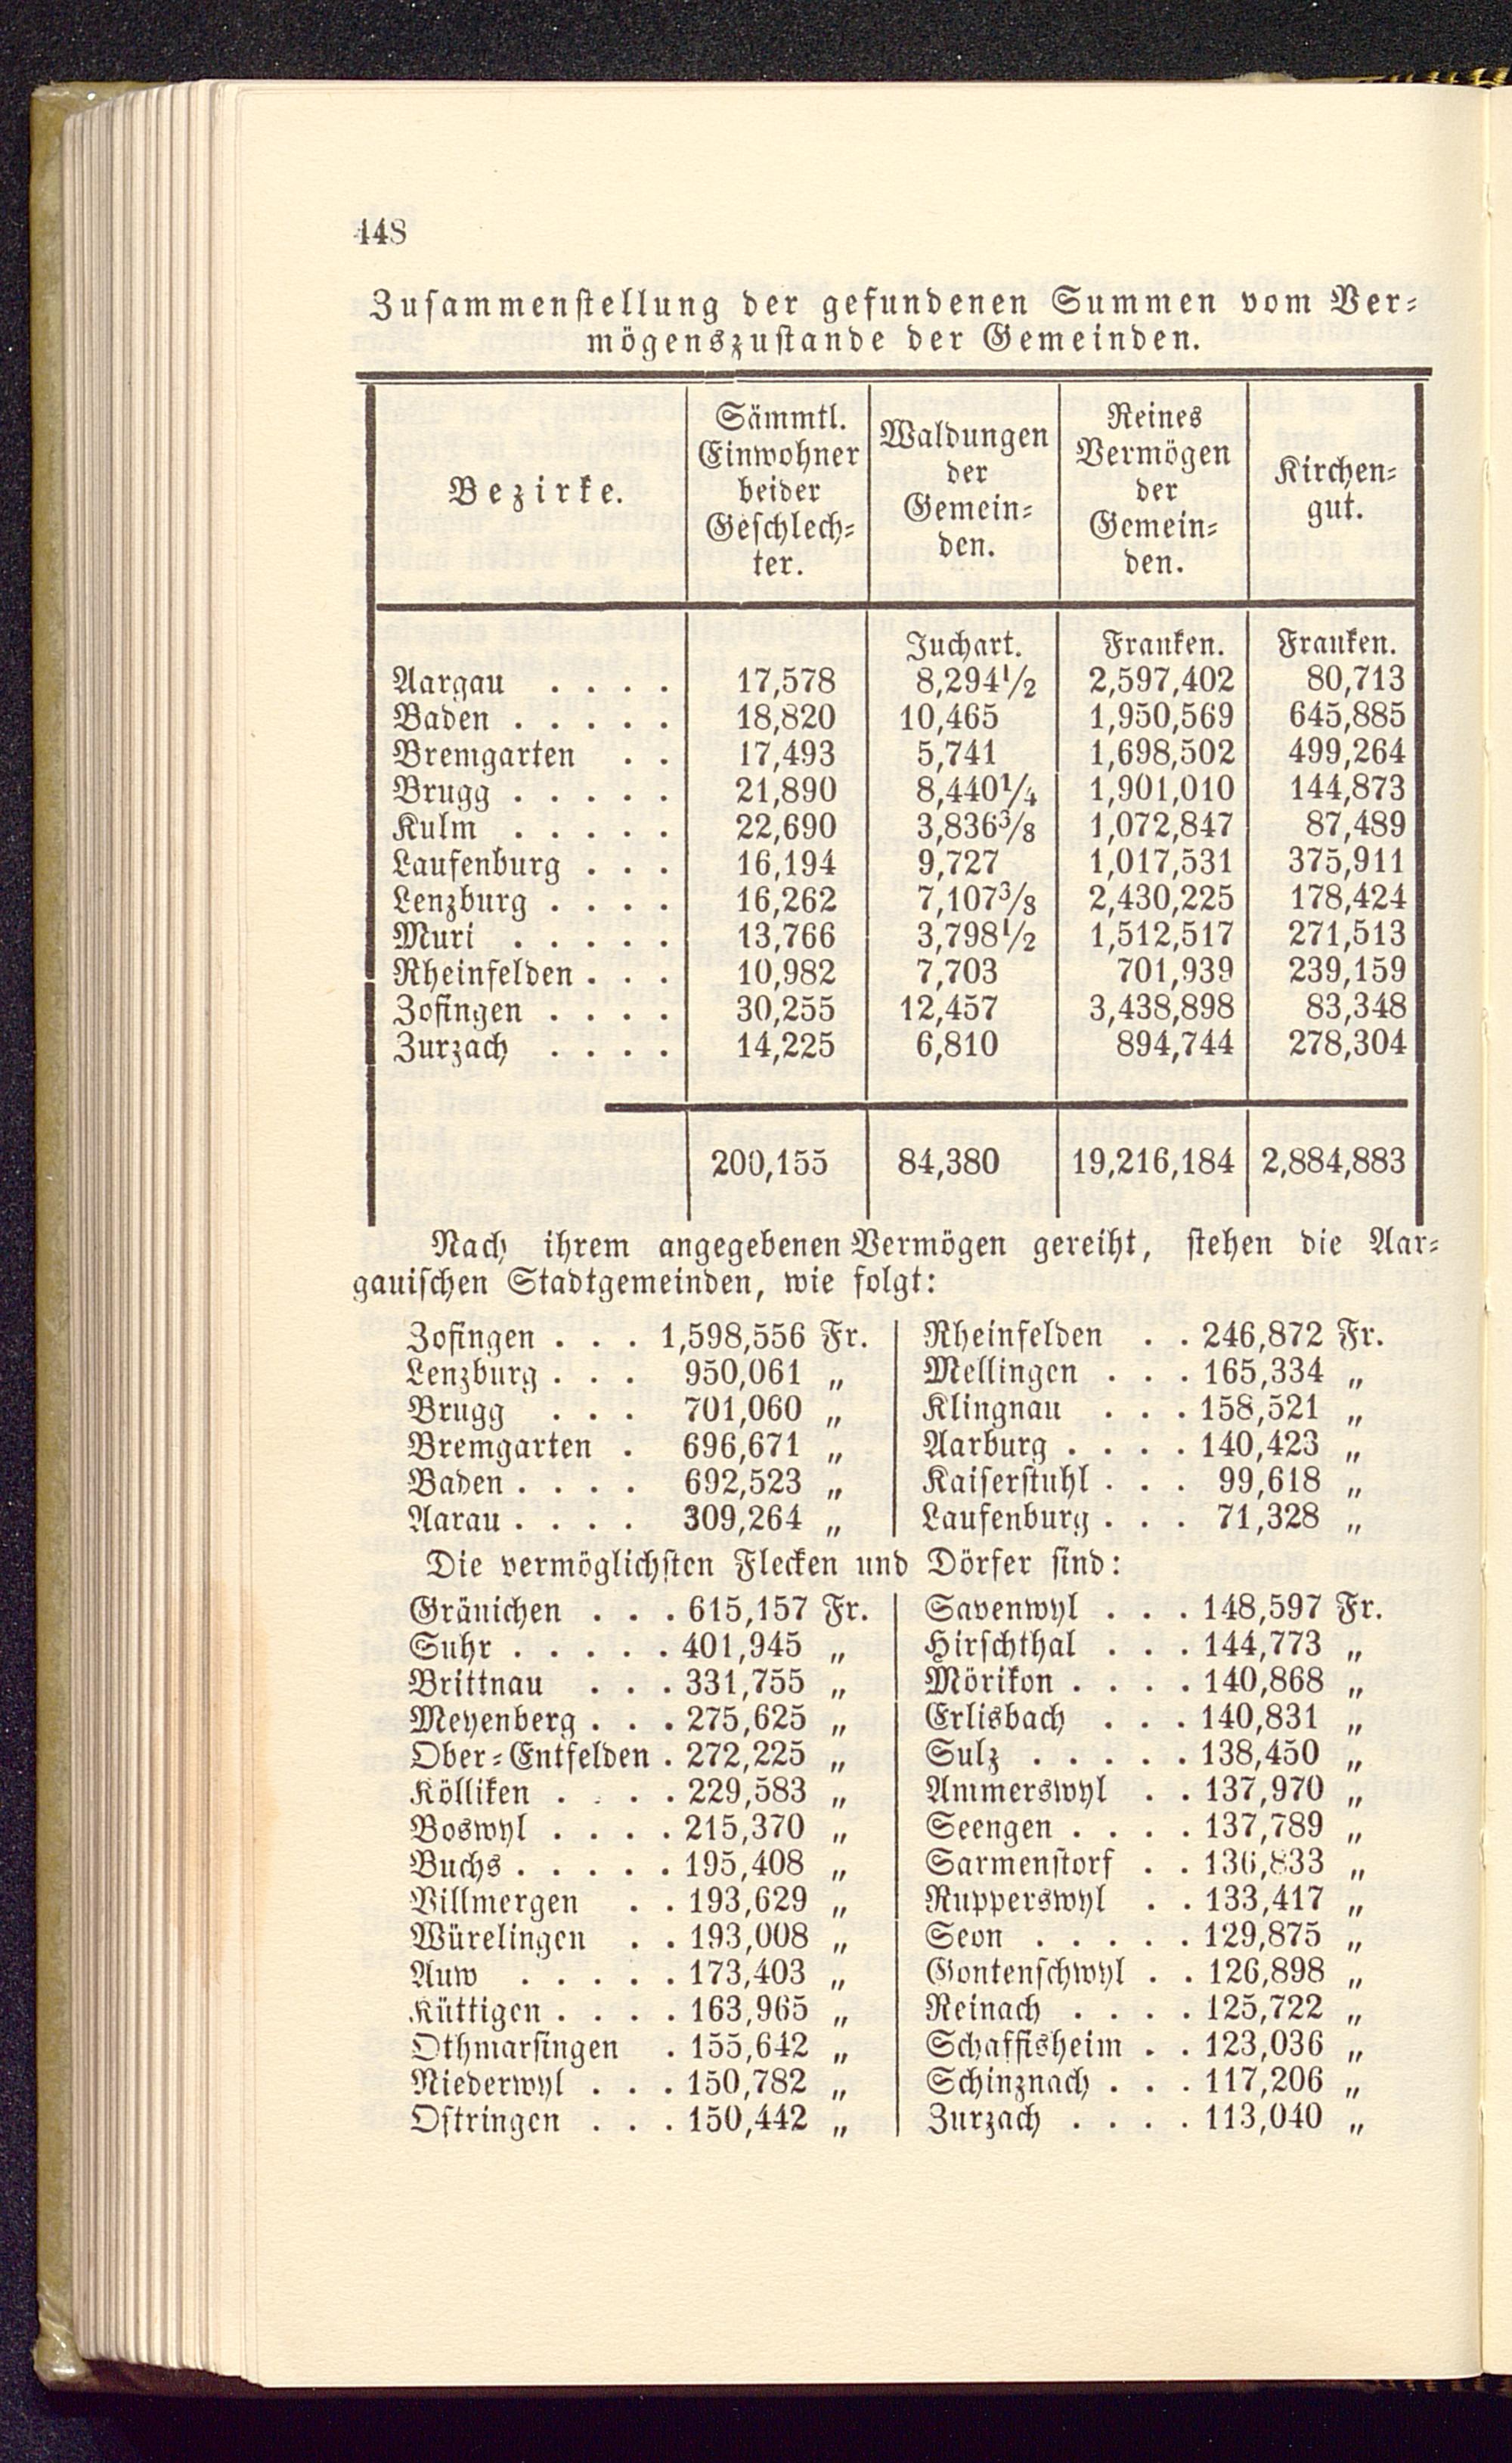 448
Zusammenstellung der gefundenen Summen vom Ver-
mögenszustande der Gemeinden.
Bezirke. | Sämmtl. Einwohner beider Geschlech-ter. | Waldungen der Gemein-den. | Reines Vermögen der Gemein-den. | Kirchen-gut.
Juchart. Franken. Franken.
Aargau . . . . 17,578 8,294½ 2,597,402 80,713
Baden . . . . . 18,820 10,465 1,950,569 645,885
Bremgarten . . 17,493 5,741 1,698,502 499,264
Brugg . . . . . 21,890 8,440¼ 1,901,010 144,873
Kulm . . . . . 22,690 3,836⅜ 1,072,847 87,489
Laufenburg . . . 16,194 9,727 1,017,531 375,911
Lenzburg . . . . 16,262 7,107⅜ 2,430,225 178,424
Muri . . . . . 13,766 3,798½ 1,512,517 271,513
Rheinfelden . . . 10,982 7,703 701,939 239,159
Zofingen . . . . 30,255 12,457 3,438,898 83,348
Zurzach . . . . 14,225 6,810 894,744 278,304
200,155 84,380 19,216,184 2,884,883
Nach ihrem angegebenen Vermögen gereiht, stehen die Aar-
gauischen Stadtgemeinden, wie folgt:
Zofingen . . . 1,598,556 Fr.
Lenzburg . . . 950,061 „
Brugg . . . 701,060 „
Bremgarten . 696,671 „
Baden . . . . 692,523 „
Aarau . . . . 309,264 „
Rheinfelden . . 246,872 Fr.
Mellingen . . . 165,334 „
Klingnau . . . 158,521 „
Aarburg . . . . 140,423 „
Kaiserstuhl . . . 99,618 „
Laufenburg . . . 71,328 „
Die vermöglichsten Flecken und Dörfer sind:
Gränichen . . . 615,157 Fr.
Suhr . . . . . 401,945 „
Brittnau . . . 331,755 „
Meyenberg . . . 275,625 „
Ober-Entfelden . 272,225 „
Kölliken . . . . 229,583 „
Boswyl . . . . 215,370 „
Buchs . . . . . 195,408 „
Villmergen . . 193,629 „
Würelingen . . 193,008 „
Auw . . . . . 173,403 „
Küttigen . . . . 163,965 „
Othmarsingen . 155,642 „
Niederwyl . . . 150,782 „
Oftringen . . . 150,442 „
Savenwyl . . . 148,597 Fr.
Hirschthal . . . 144,773 „
Mörikon . . . . 140,868 „
Erlisbach . . . 140,831 „
Sulz . . . . . 138,450 „
Ammerswyl . . 137,970 „
Seengen . . . . 137,789 „
Sarmenstorf . . 136,833 „
Rupperswyl . . 133,417 „
Seon . . . . . 129,875 „
Gontenschwyl . . 126,898 „
Reinach . . . . 125,722 „
Schaffisheim . . 123,036 „
Schinznach . . . 117,206 „
Zurzach . . . . 113,040 „